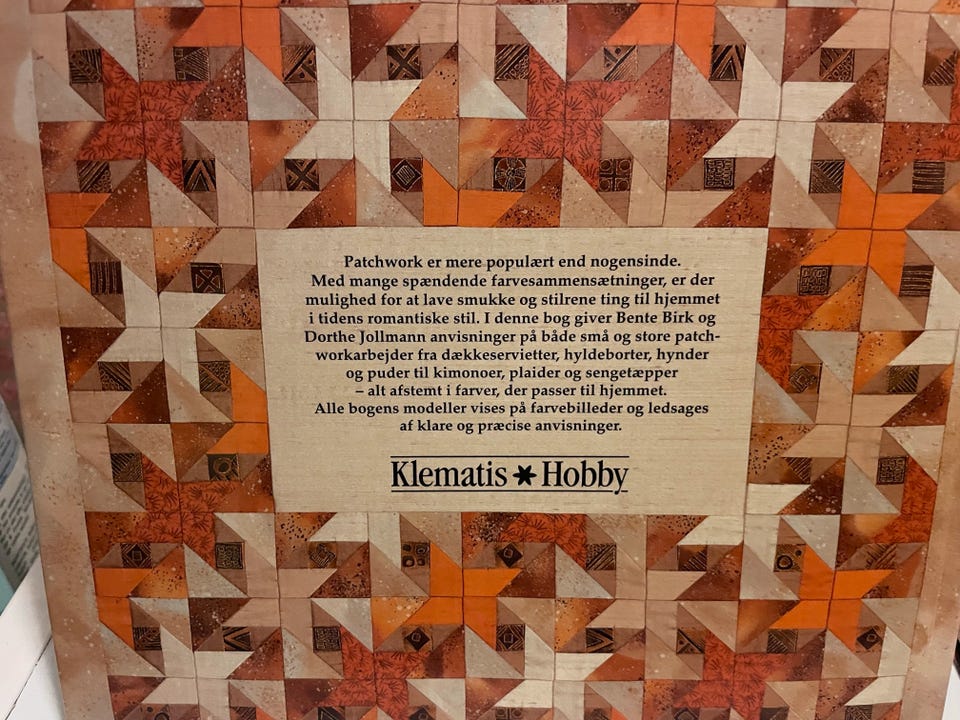 Patchwork er mere populært end nogensinde.
Med mange spændende farvesammensætninger, er der
mulighed for at lave smukke og stilrene ting til hjemmet
i tidens romantiske stil. I denne bog giver Bente Birk og
Dorthe Jollmann anvisninger på både små og store patch-
workarbejder fra dækkeservietter, hyldeborter, hynder
og puder til kimonoer, plaider og sengetæpper
– alt afstemt i farver, der passer til hjemmet.
Alle bogens modeller vises på farvebilleder og ledsages
af klare og præcise anvisninger.
Klematis * Hobby